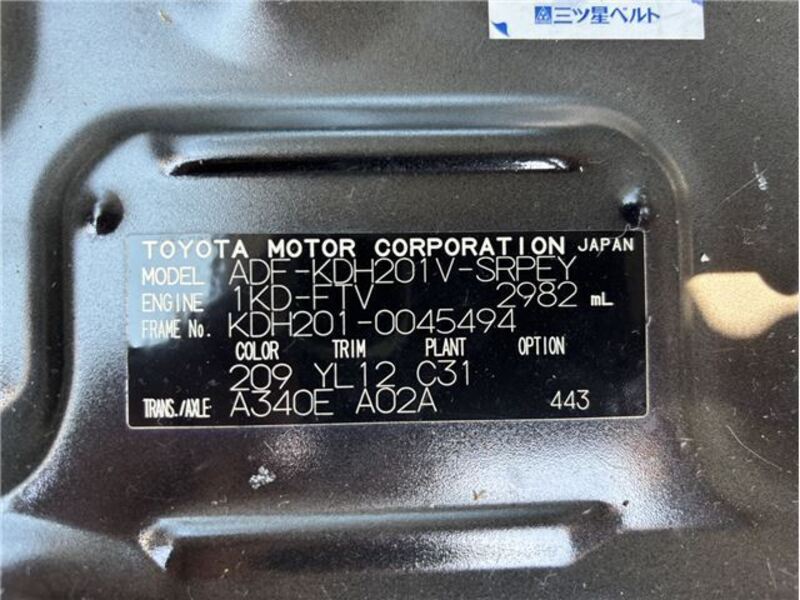 三ツ星ベルト
TOYOTA MOTOR CORPORATION JAPAN
MODEL ADF-KDH201V-SRPEY
ENGINE 1KD-FTV 2982 mL
FRAME No. KDH201-0045494
COLOR TRIM PLANT OPTION
209 YL12 C31
TRANS./AXLE A340E A02A 443